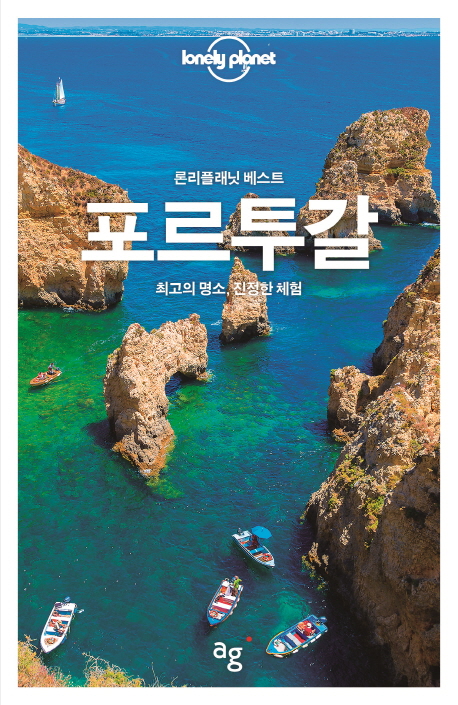 lonely planet
론리플래닛 베스트
포르투갈
최고의 명소, 진정한 체험
ag